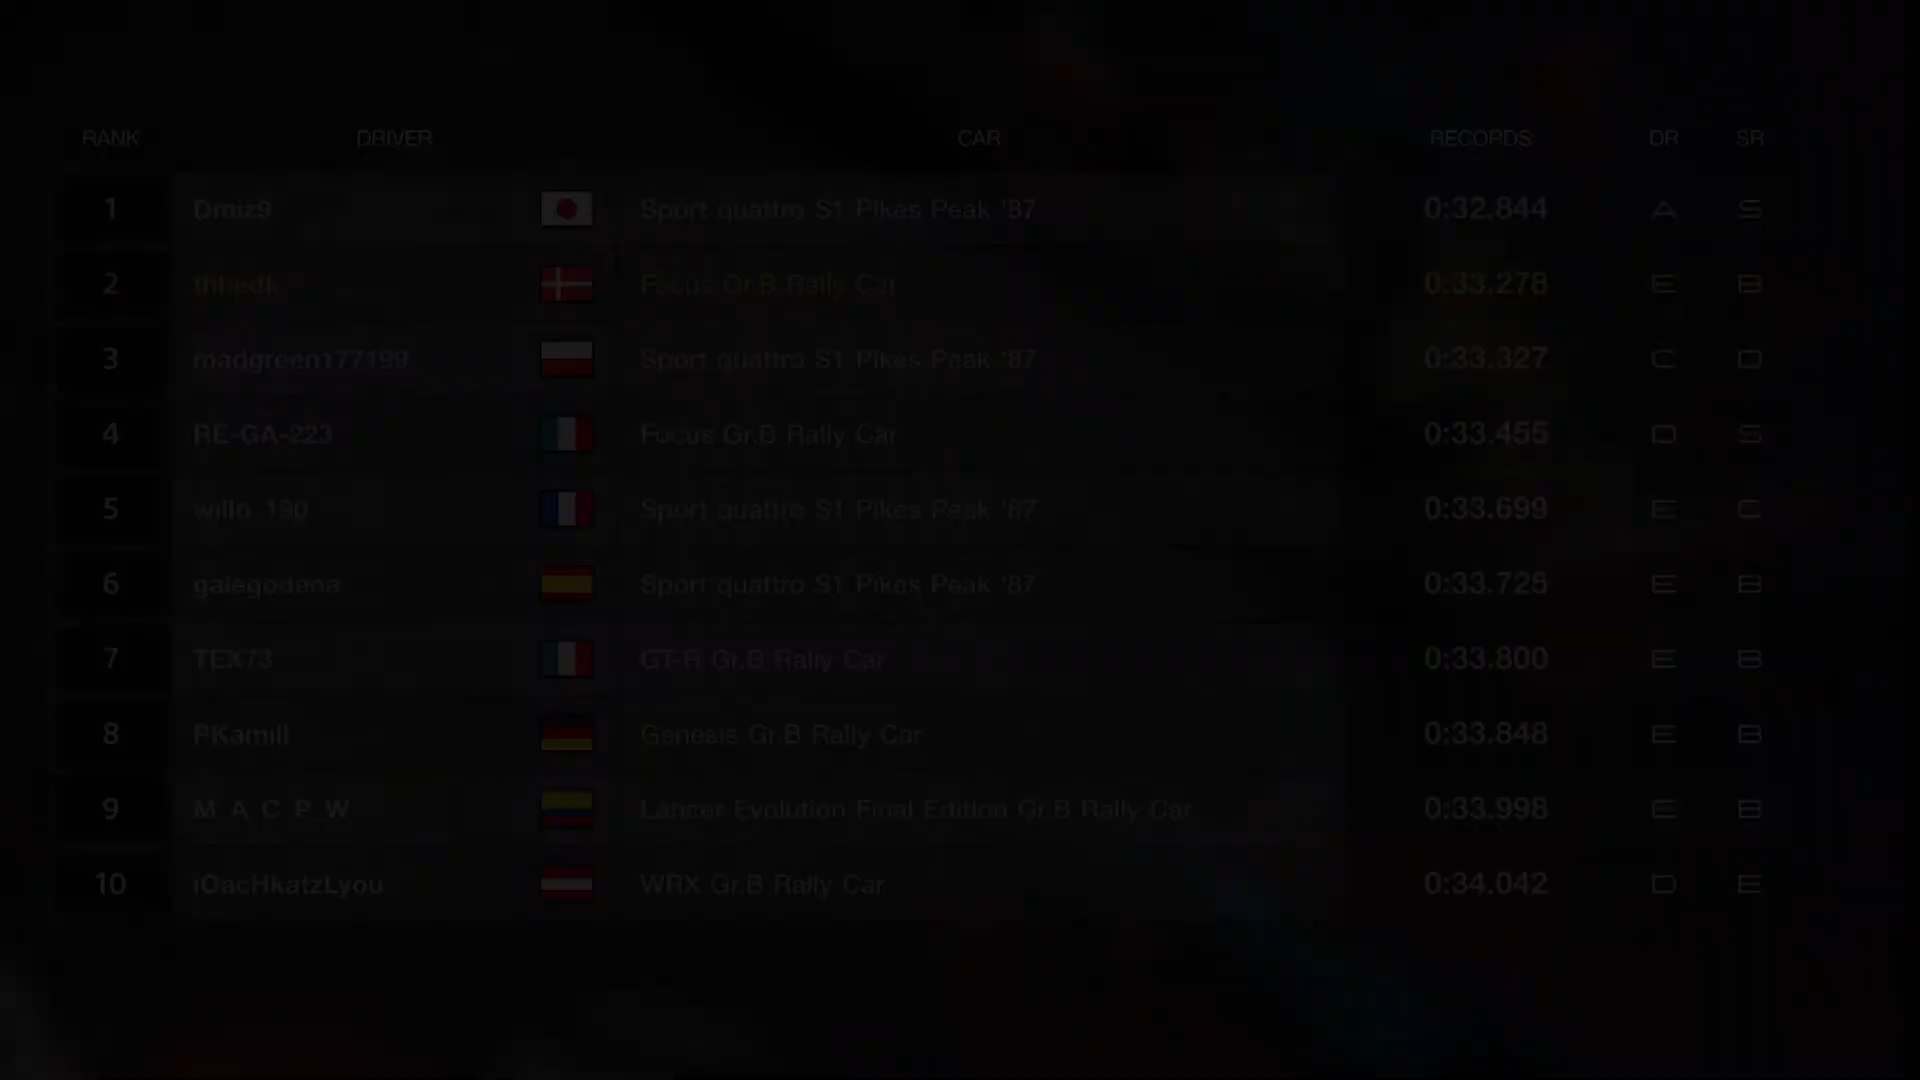 RANK DRIVER CAR RECORDS DR SR
1 Dmiz9 Sport quattro S1 Pikes Peak '87 0:32.844 A S
2 Focus Gr.B Rally Car 0:33.278 E B
3 madgreen177199 Sport quattro S1 Pikes Peak '87 0:33.327 C D
4 RE-GA-223 Focus Gr.B Rally Car 0:33.455 D S
5 Sport quattro S1 Pikes Peak '87 0:33.699 E C
6 galegodana Sport quattro S1 Pikes Peak '87 0:33.725 E B
7 TEX73 GT-R Gr.B Rally Car 0:33.800 E B
8 PKamill Genesis Gr.B Rally Car 0:33.848 E B
9 M_A_C_P_W Lancer Evolution Final Edition Gr.B Rally Car 0:33.998 E B
10 iOacHkatzLyou WRX Gr.B Rally Car 0:34.042 D E